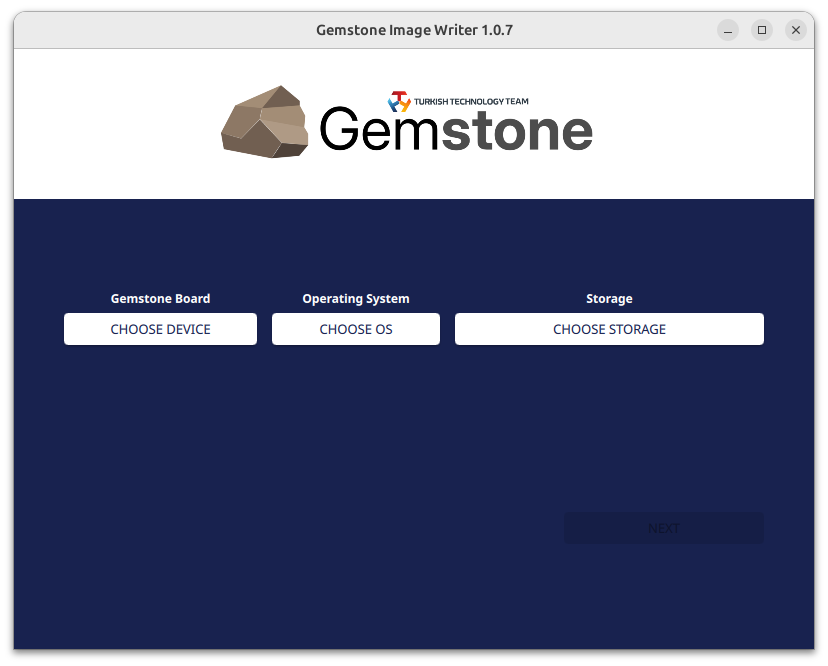 Gemstone Image Writer 1.0.7
TURKISH TECHNOLOGY TEAM
Gemstone
Gemstone Board
Operating System
Storage
CHOOSE DEVICE
CHOOSE OS
CHOOSE STORAGE
NEXT